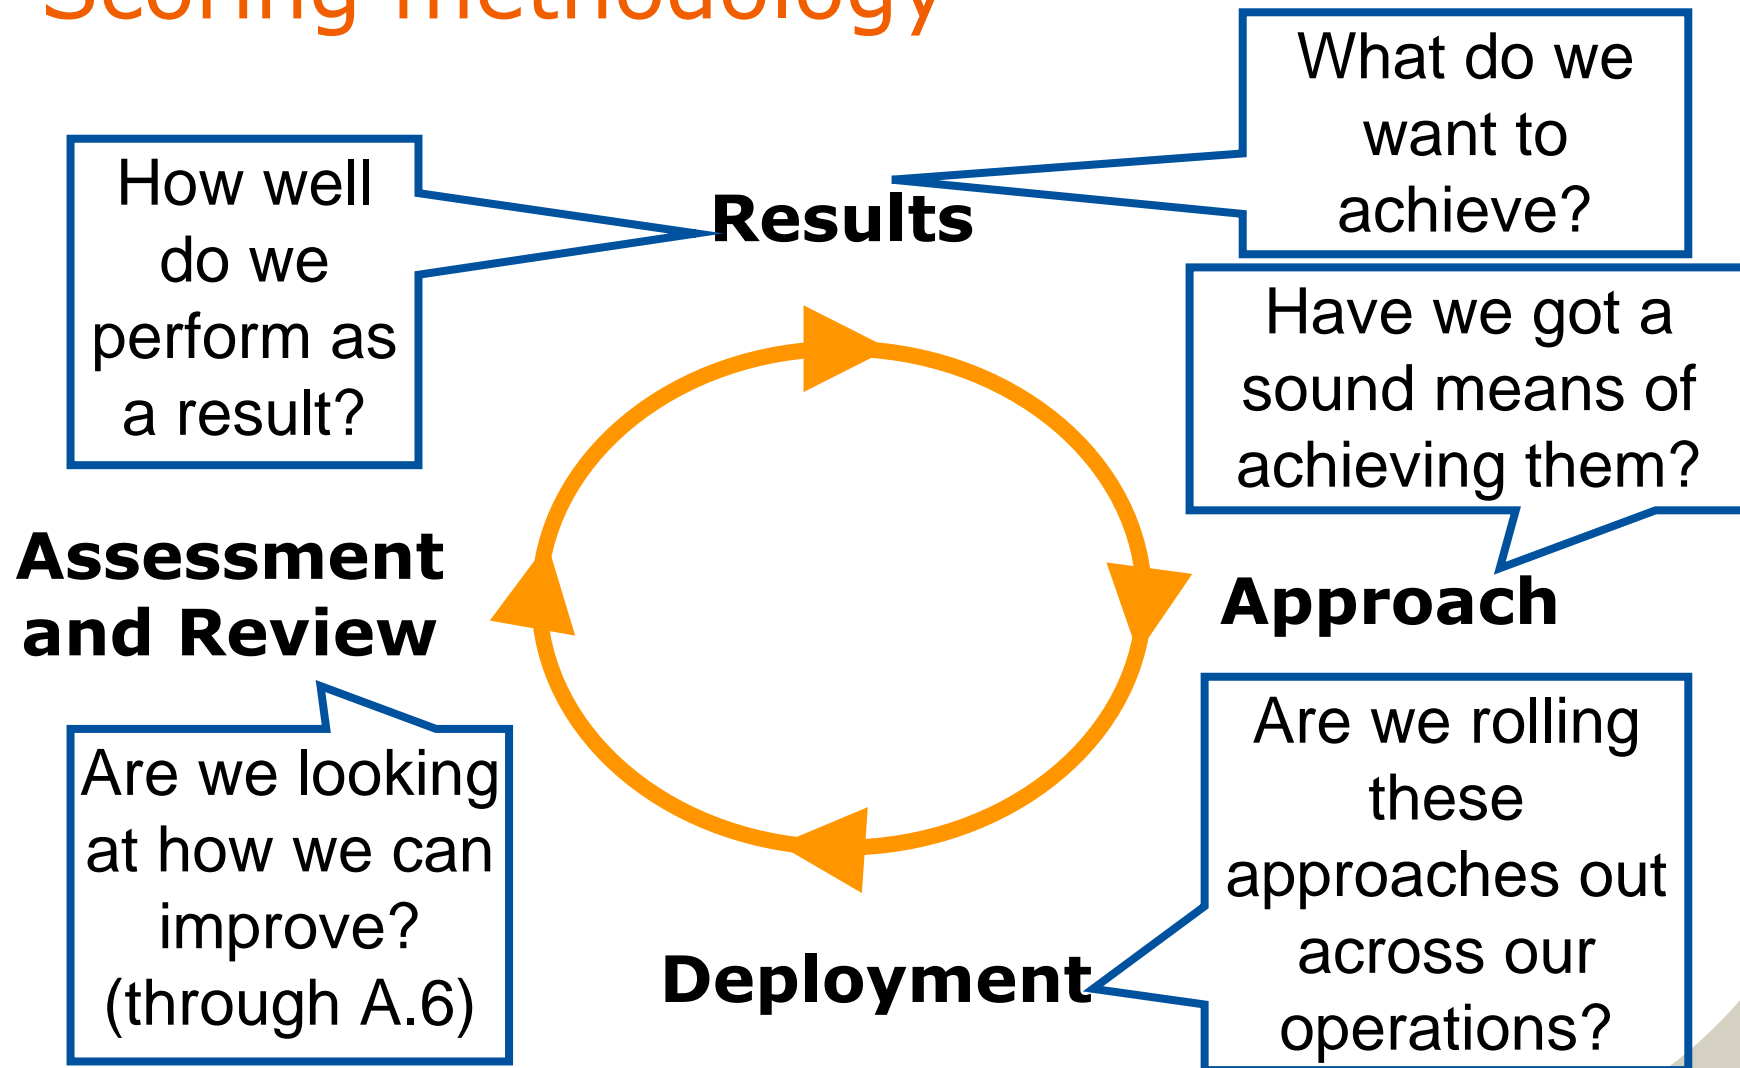 Scoring methodology
What do we
want to
achieve?
How well
do we
perform as
a result?
Results
Have we got a
sound means of
achieving them?
Assessment
and Review
Approach
Are we looking
at how we can
improve?
(through A.6)
Are we rolling
these
approaches out
across our
operations?
Deployment